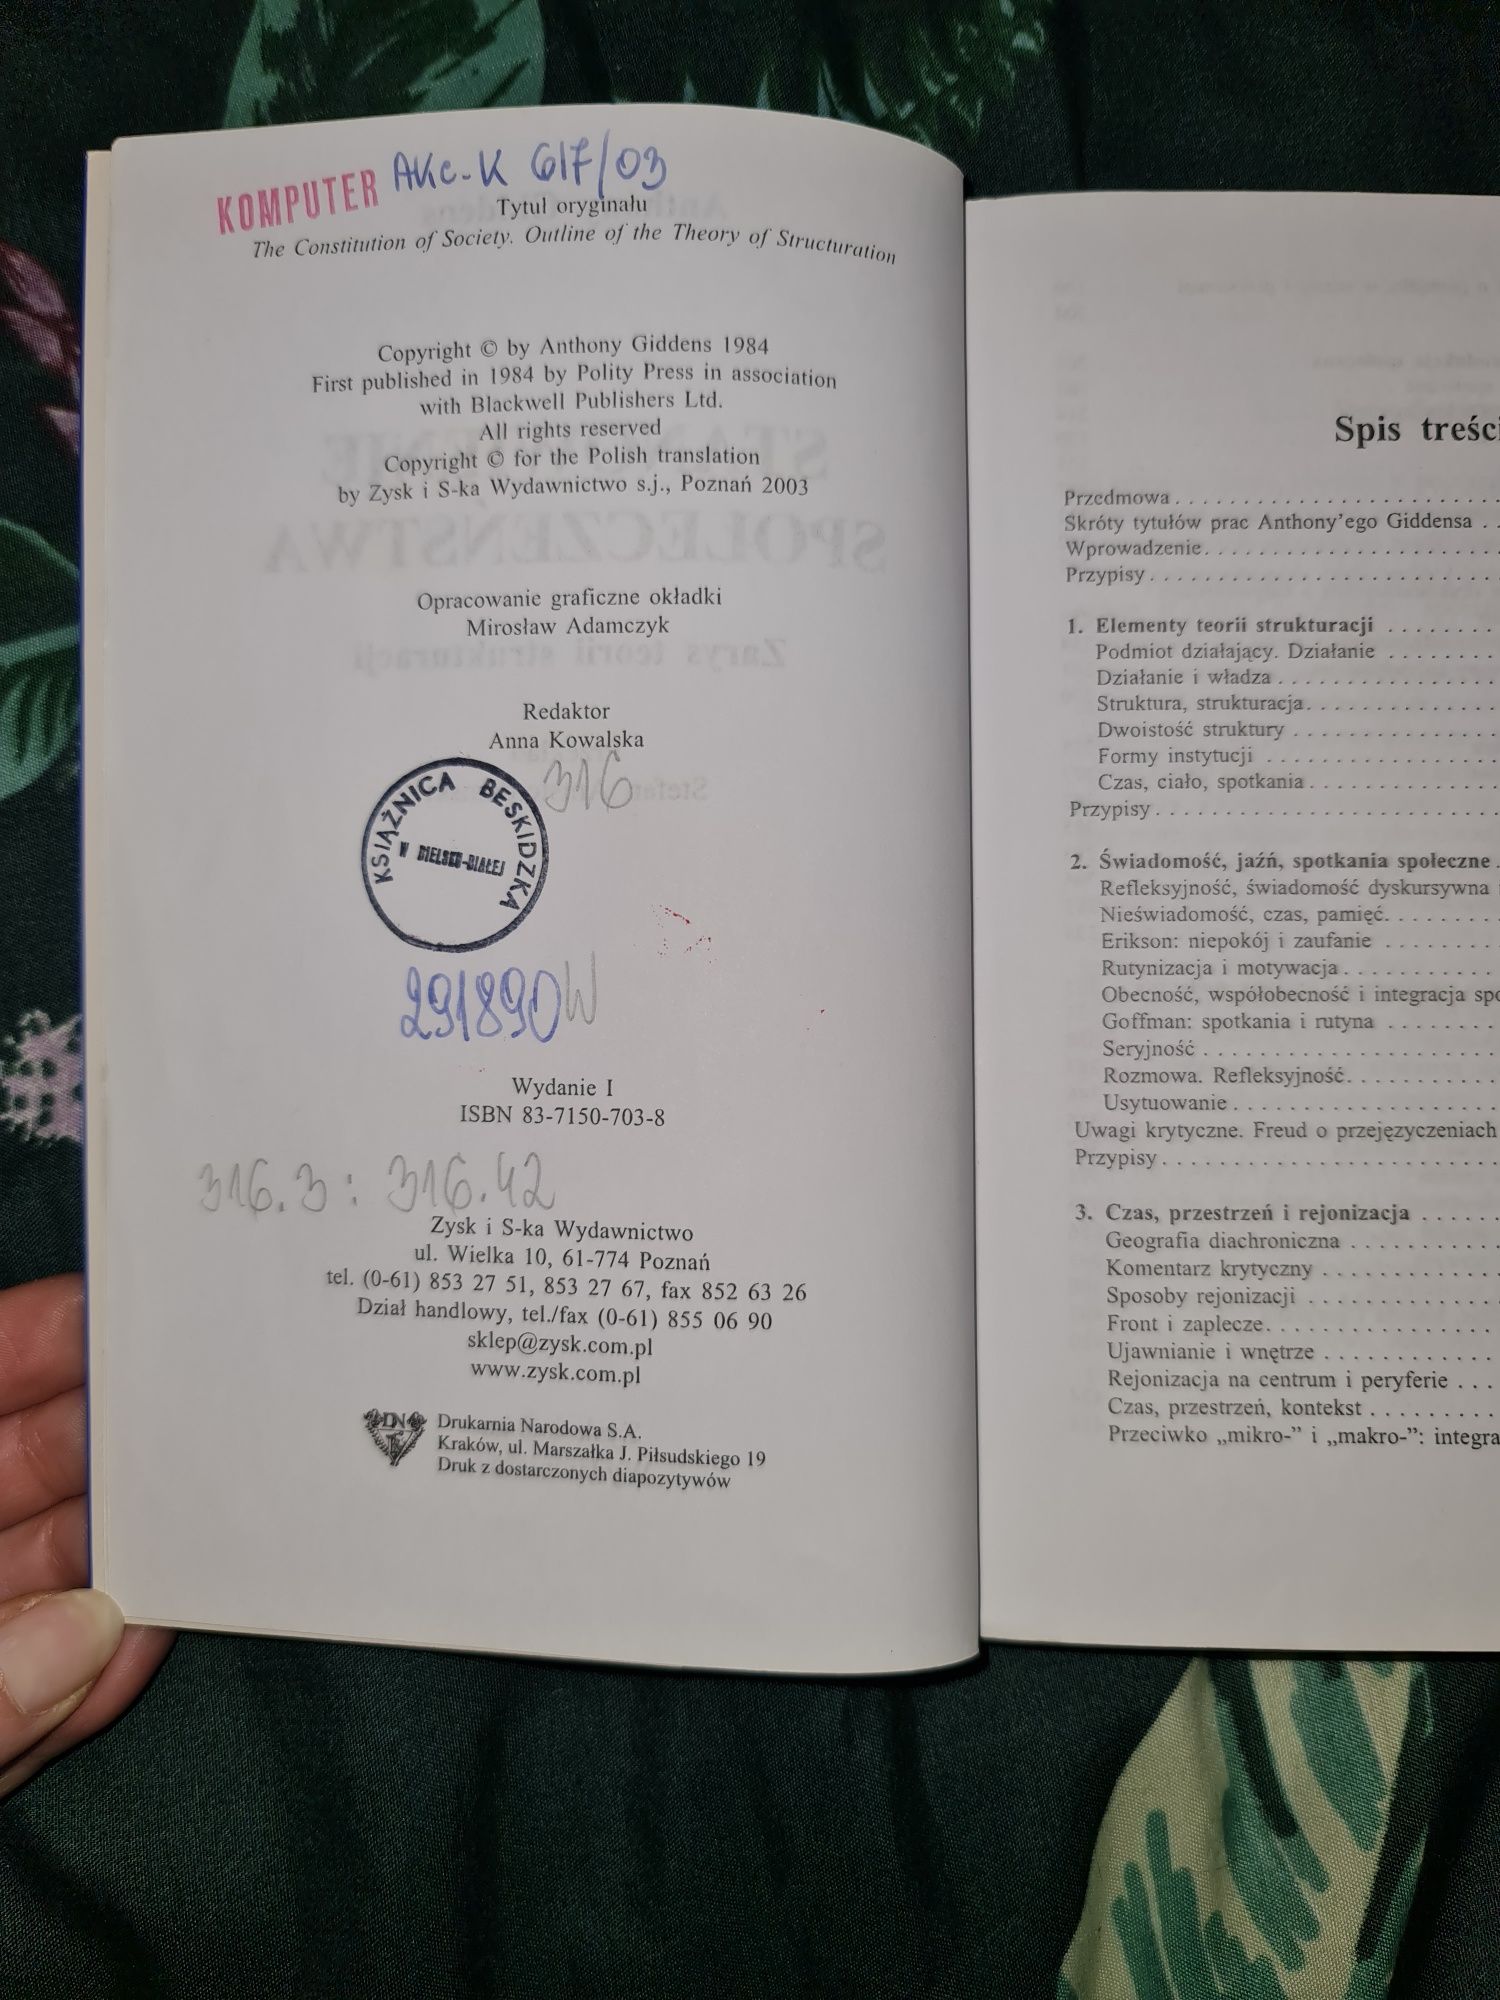 KOMPUTER AKc-K 617/03
Tytuł oryginału
The Constitution of Society. Outline of the Theory of Structuration
Copyright © by Anthony Giddens 1984
First published in 1984 by Polity Press in association
with Blackwell Publishers Ltd.
All rights reserved
Copyright © for the Polish translation
by Zysk i S-ka Wydawnictwo s.j., Poznań 2003
Opracowanie graficzne okładki
Mirosław Adamczyk
Redaktor
Anna Kowalska
316
KSIĄŻNICA BESKIDZKA
W BIELSKU-BIAŁEJ
291890 W
Wydanie I
ISBN 83-7150-703-8
316.3 : 316.42
Zysk i S-ka Wydawnictwo
ul. Wielka 10, 61-774 Poznań
tel. (0-61) 853 27 51, 853 27 67, fax 852 63 26
Dział handlowy, tel./fax (0-61) 855 06 90
sklep@zysk.com.pl
www.zysk.com.pl
Drukarnia Narodowa S.A.
Kraków, ul. Marszałka J. Piłsudskiego 19
Druk z dostarczonych diapozytywów
Spis treści
Przedmowa
Skróty tytułów prac Anthony'ego Giddensa
Wprowadzenie
Przypisy
1. Elementy teorii strukturacji
Podmiot działający. Działanie
Działanie i władza
Struktura, strukturacja
Dwoistość struktury
Formy instytucji
Czas, ciało, spotkania
Przypisy
2. Świadomość, jaźń, spotkania społeczne
Refleksyjność, świadomość dyskursywna
Nieświadomość, czas, pamięć
Erikson: niepokój i zaufanie
Rutynizacja i motywacja
Obecność, współobecność i integracja spo
Goffman: spotkania i rutyna
Seryjność
Rozmowa. Refleksyjność
Usytuowanie
Uwagi krytyczne. Freud o przejęzyczeniach
Przypisy
3. Czas, przestrzeń i rejonizacja
Geografia diachroniczna
Komentarz krytyczny
Sposoby rejonizacji
Front i zaplecze
Ujawnianie i wnętrze
Rejonizacja na centrum i peryferie
Czas, przestrzeń, kontekst
Przeciwko „mikro-” i „makro-”: integra